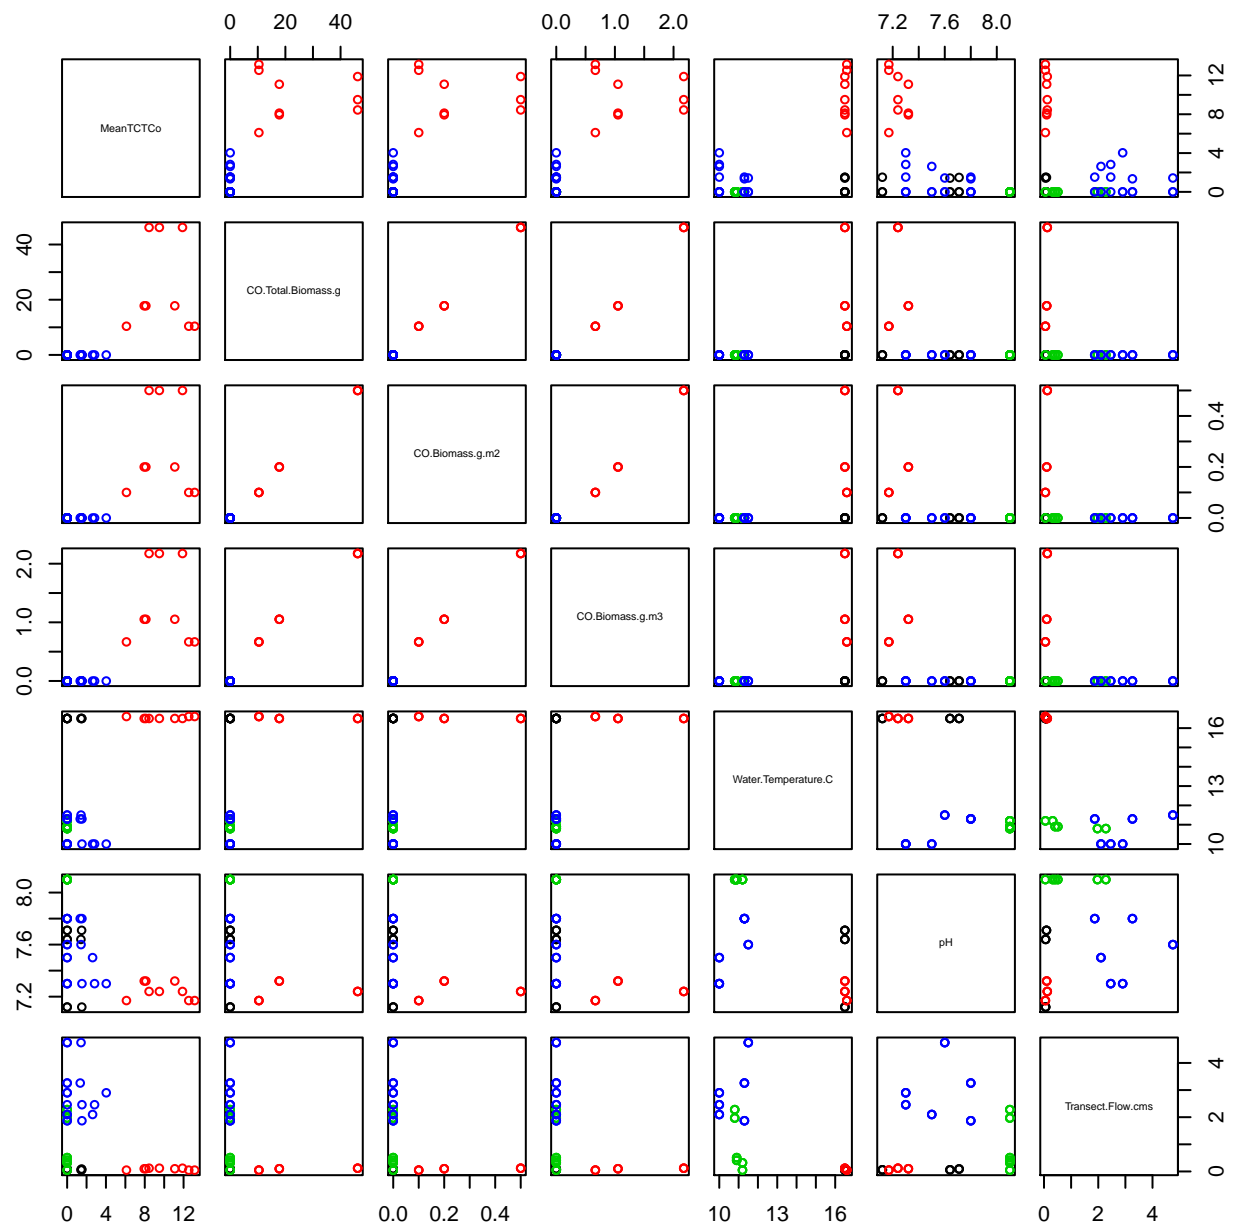 0 20 40 0.0 1.0 2.0 7.2 7.6 8.0
MeanTCTCo
0 4 8 12
0 20 40
CO.Total.Biomass.g
CO.Biomass.g.m2
0.0 0.2 0.4
0.0 1.0 2.0
CO.Biomass.g.m3
Water.Temperature.C
10 13 16
7.2 7.6 8.0
pH
Transect.Flow.cms
0 2 4
0 4 8 12 0.0 0.2 0.4 10 13 16 0 2 4